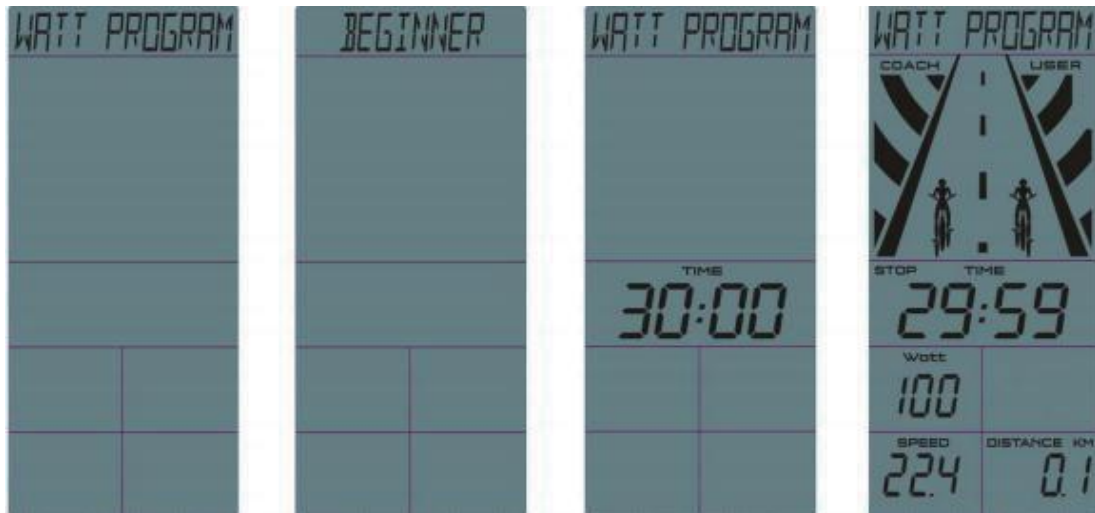 WATT PROGRAM
BEGINNER
WATT PROGRAM
TIME
30:00
WATT PROGRAM
COACH USER
STOP TIME
29:59
Watt
100
SPEED DISTANCE KM
22.4 0.1